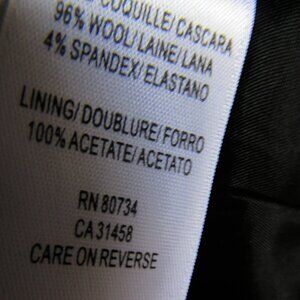 COQUILLE/ CASCARA
96% WOOL/ LAINE/ LANA
4% SPANDEX/ ELASTANO
LINING/ DOUBLURE/ FORRO
100% ACETATE/ ACETATO
RN 80734
CA 31458
CARE ON REVERSE